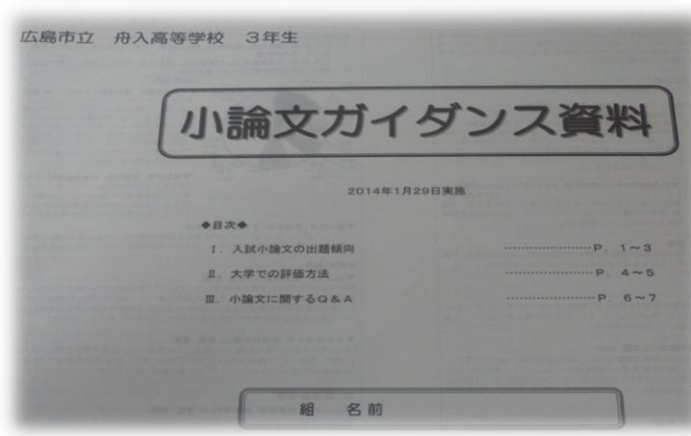 広島市立 舟入高等学校 3年生
小論文ガイダンス資料
2014年1月29日実施
◆目次◆
Ⅰ. 入試小論文の出題傾向 …………………P. 1~3
Ⅱ. 大学での評価方法 …………………P. 4~5
Ⅲ. 小論文に関するQ&A …………………P. 6~7
組 名前